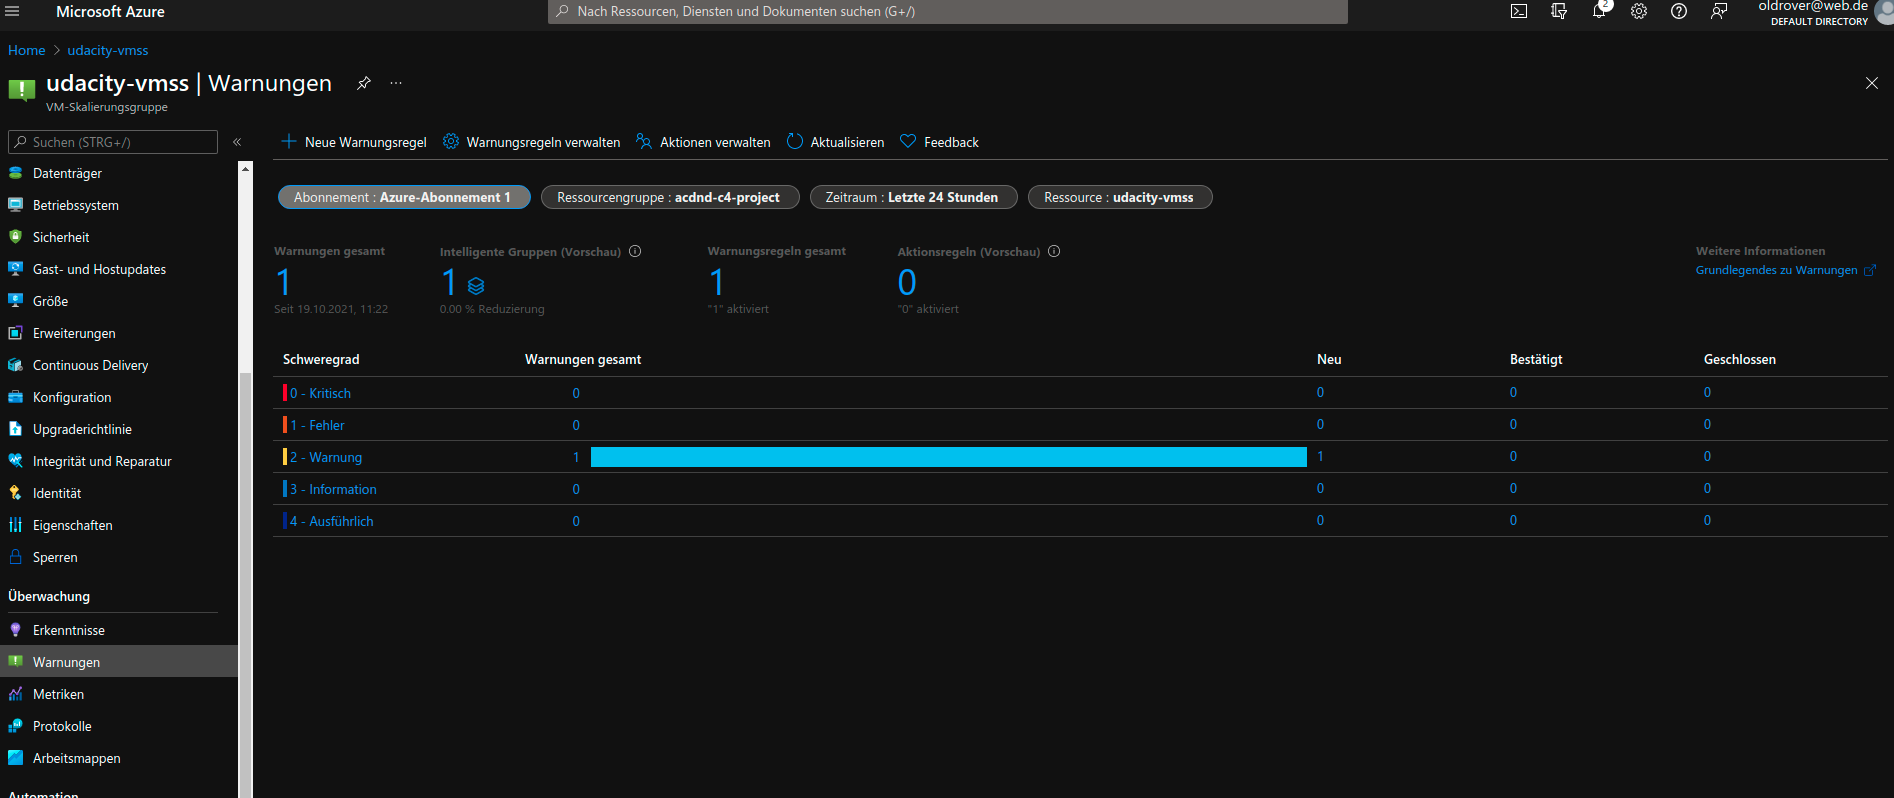 Microsoft Azure
Nach Ressourcen, Diensten und Dokumenten suchen (G+/)
2
oldrover@web.de
DEFAULT DIRECTORY
Home > udacity-vmss
udacity-vmss | Warnungen
VM-Skalierungsgruppe
Suchen (STRG+/)
Datenträger
Betriebssystem
Sicherheit
Gast- und Hostupdates
Größe
Erweiterungen
Continuous Delivery
Konfiguration
Upgraderichtlinie
Integrität und Reparatur
Identität
Eigenschaften
Sperren
Überwachung
Erkenntnisse
Warnungen
Metriken
Protokolle
Arbeitsmappen
Automation
Neue Warnungsregel Warnungsregeln verwalten Aktionen verwalten Aktualisieren Feedback
Abonnement : Azure-Abonnement 1 Ressourcengruppe : acdnd-c4-project Zeitraum : Letzte 24 Stunden Ressource : udacity-vmss
Warnungen gesamt
1
Seit 19.10.2021, 11:22
Intelligente Gruppen (Vorschau)
1
0.00 % Reduzierung
Warnungsregeln gesamt
1
"1" aktiviert
Aktionsregeln (Vorschau)
0
"0" aktiviert
Weitere Informationen
Grundlegendes zu Warnungen
Schweregrad Warnungen gesamt Neu Bestätigt Geschlossen
0 - Kritisch 0 0 0 0
1 - Fehler 0 0 0 0
2 - Warnung 1 1 0 0
3 - Information 0 0 0 0
4 - Ausführlich 0 0 0 0